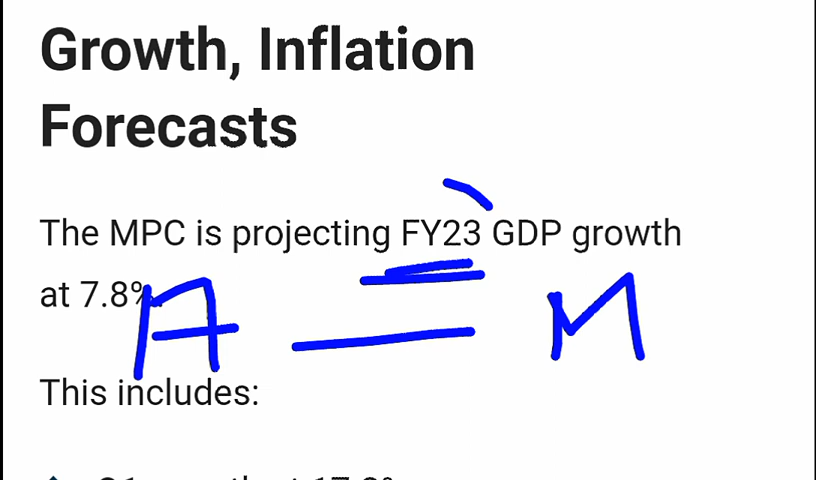 Growth, Inflation
Forecasts
The MPC is projecting FY23 GDP growth
at 7.8%.
A — M
This includes: